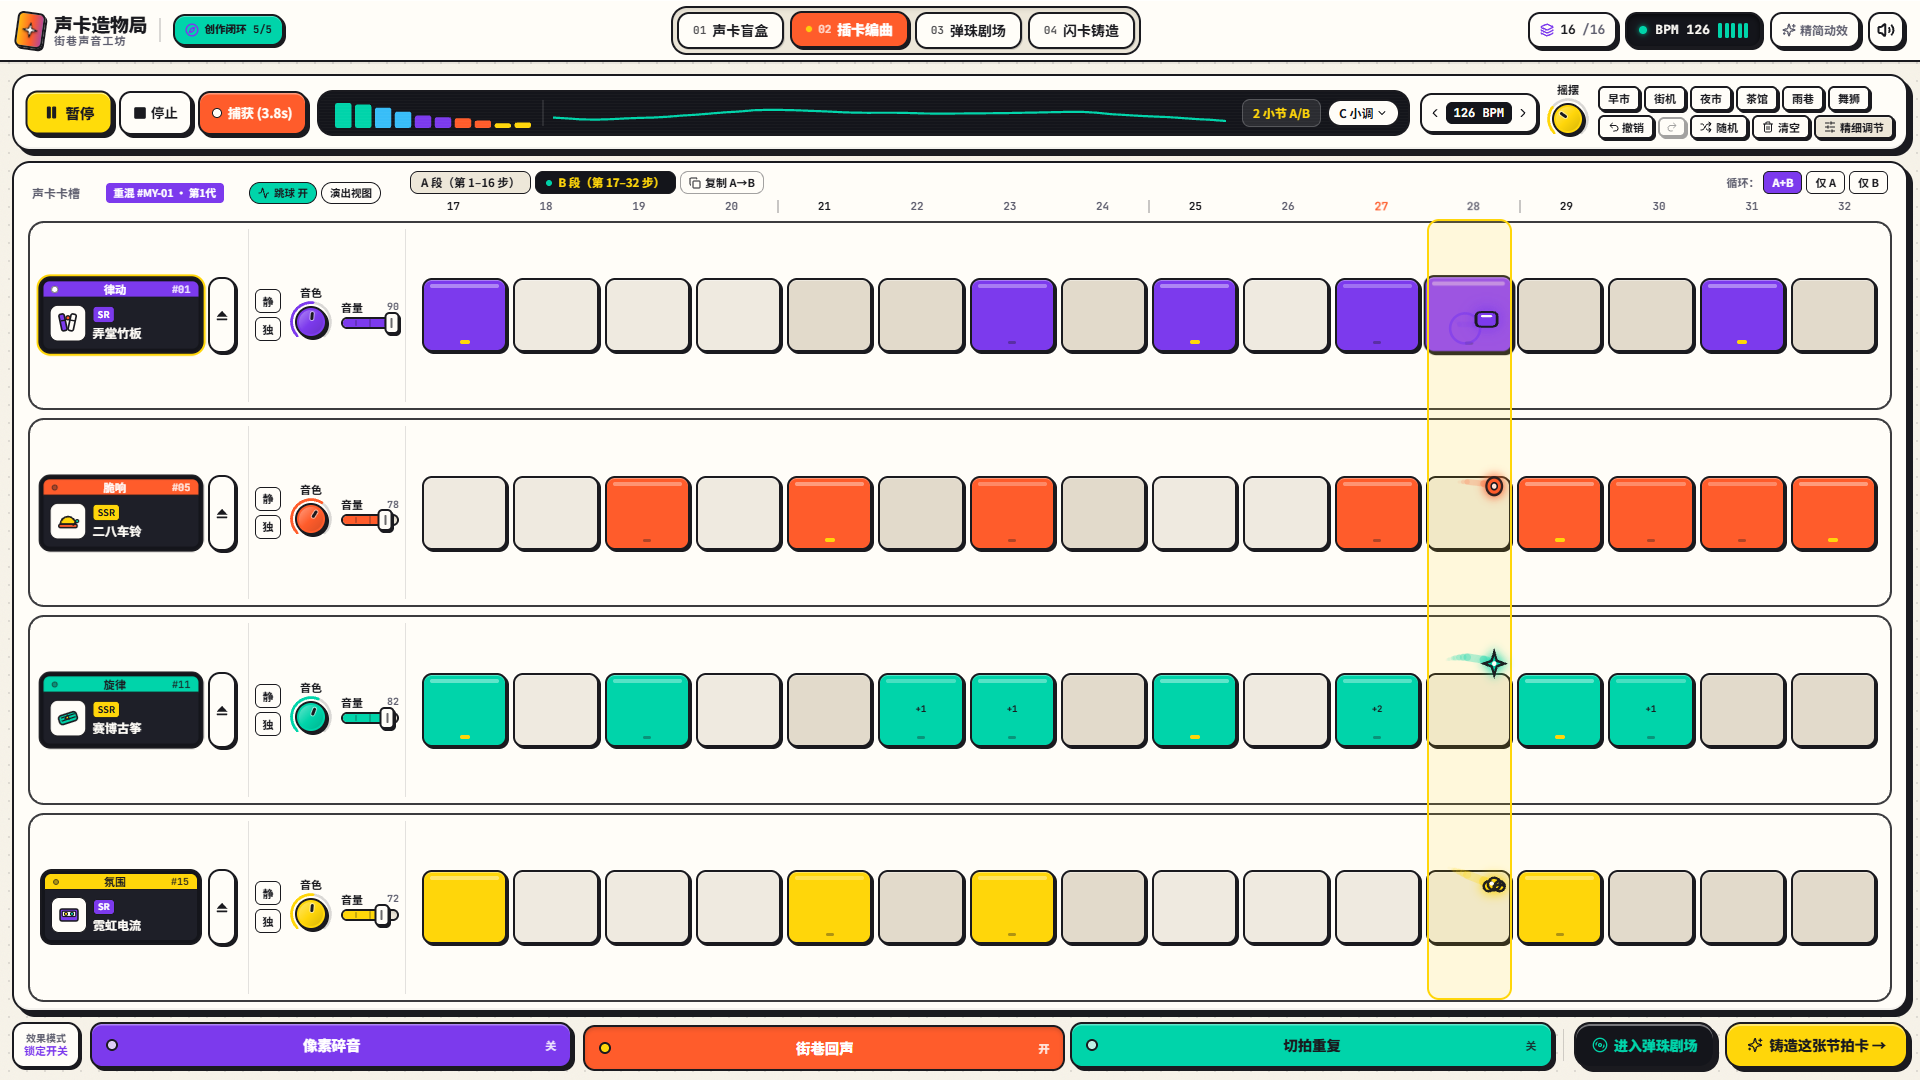 声卡造物局
街巷声音工坊
创作闭环 5/5
01 声卡盲盒
02 插卡编曲
03 弹珠剧场
04 闪卡铸造
16 /16
BPM 126
精简动效
暂停
停止
捕获 (3.8s)
2 小节 A/B
C 小调
126 BPM
摇摆
早市 街机 夜市 茶馆 雨巷 舞狮
撤销 随机 清空 精细调节
声卡卡槽
重混 #MY-01 · 第1代
跳球 开
演出视图
A 段（第 1–16 步）
B 段（第 17–32 步）
复制 A→B
循环: A+B 仅 A 仅 B
17 18 19 20 21 22 23 24 25 26 27 28 29 30 31 32
律动 #01
SR
弄堂竹板
静
独
音色
音量 90
脆响 #05
SSR
二八车铃
静
独
音色
音量 78
旋律 #11
SSR
赛博古筝
静
独
音色
音量 82
+1 +1 +2 +1
氛围 #15
SR
霓虹电流
静
独
音色
音量 72
效果模式
锁定开关
像素碎音 关
街巷回声 开
切拍重复 关
进入弹珠剧场
铸造这张节拍卡 →